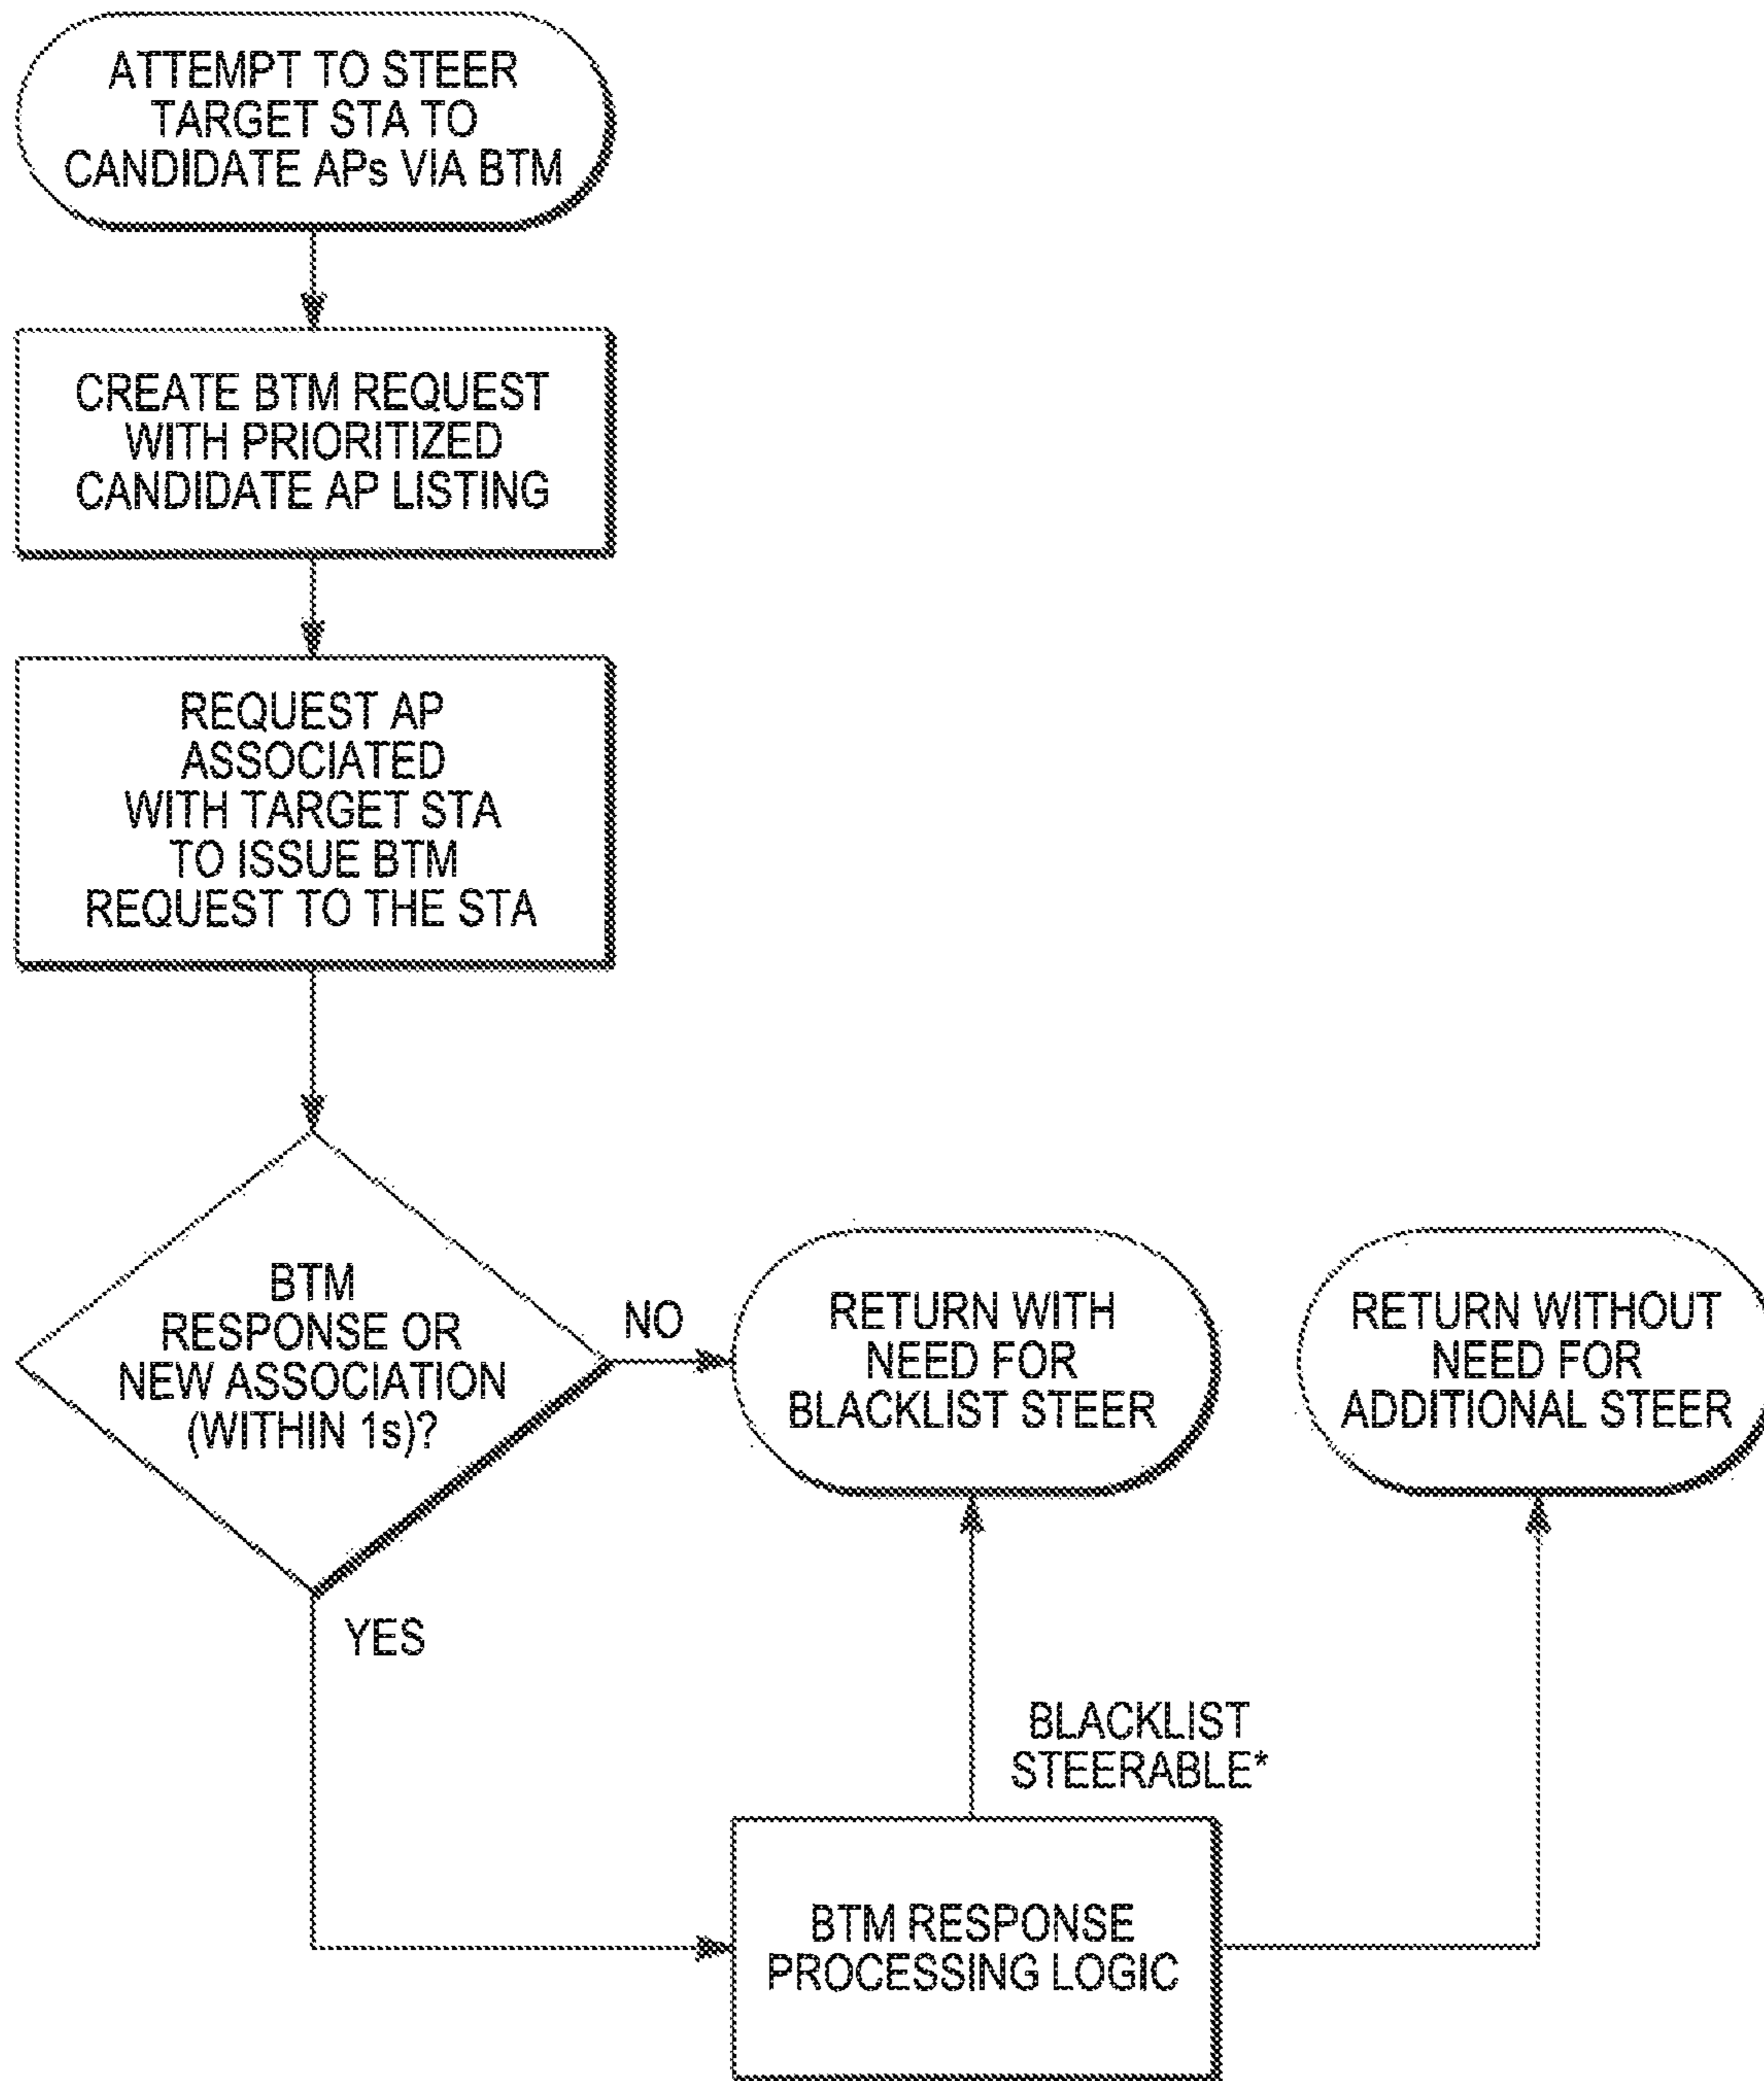 ATTEMPT TO STEER
TARGET STA TO
CANDIDATE APs VIA BTM
CREATE BTM REQUEST
WITH PRIORITIZED
CANDIDATE AP LISTING
REQUEST AP
ASSOCIATED
WITH TARGET STA
TO ISSUE BTM
REQUEST TO THE STA
BTM
RESPONSE OR
NEW ASSOCIATION
(WITHIN 1s)?
NO
RETURN WITH
NEED FOR
BLACKLIST STEER
RETURN WITHOUT
NEED FOR
ADDITIONAL STEER
YES
BLACKLIST
STEERABLE*
BTM RESPONSE
PROCESSING LOGIC